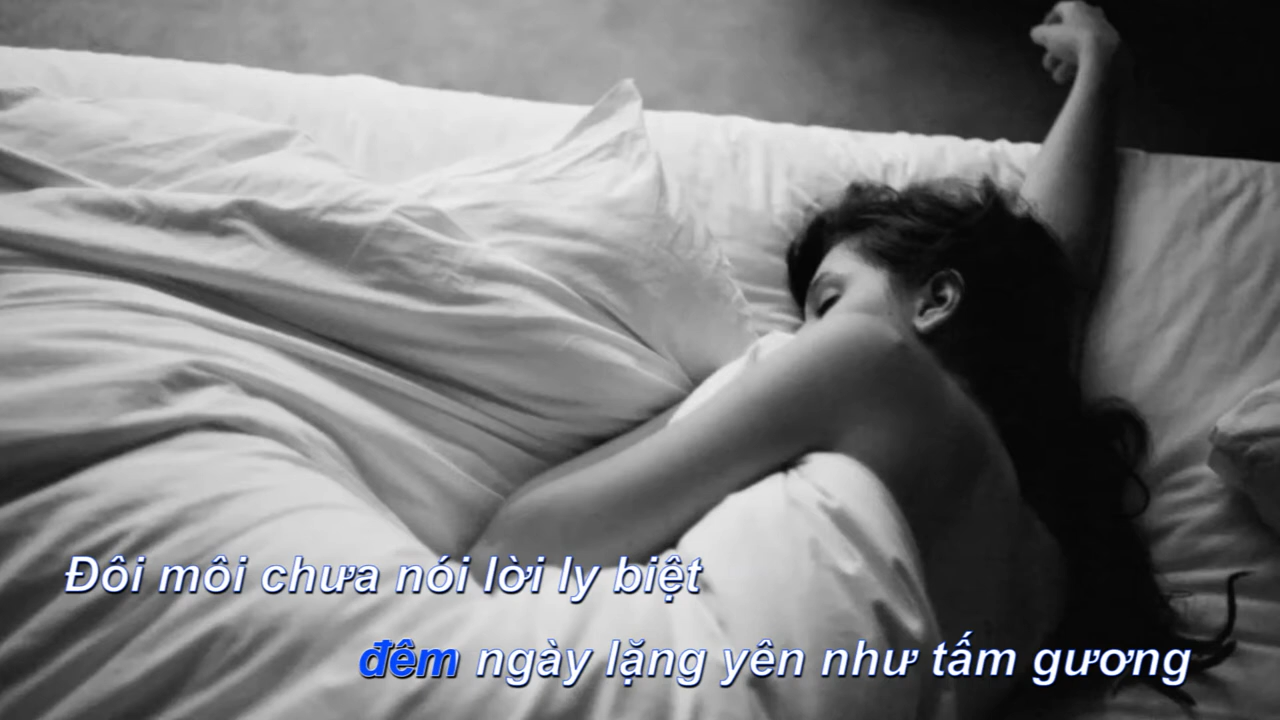 Đôi môi chưa nói lời ly biệt
đêm ngày lặng yên như tấm gương